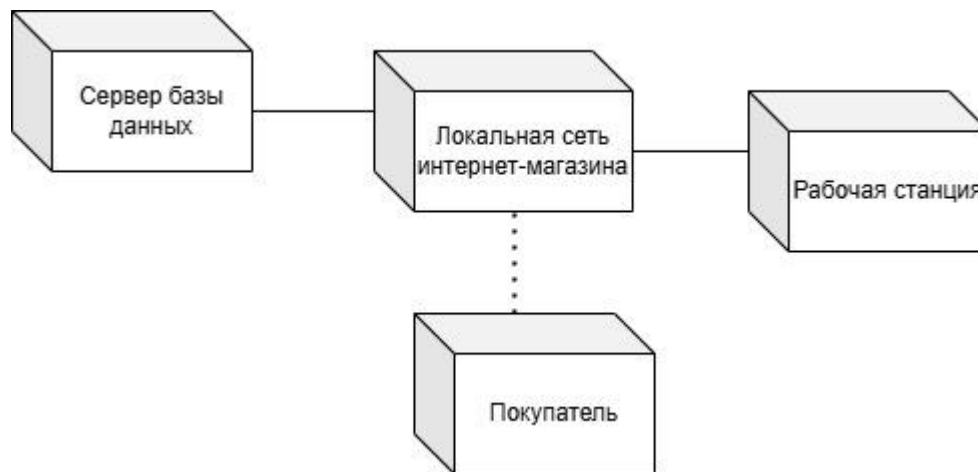 Сервер базы
данных
Локальная сеть
интернет-магазина
Рабочая станция
Покупатель